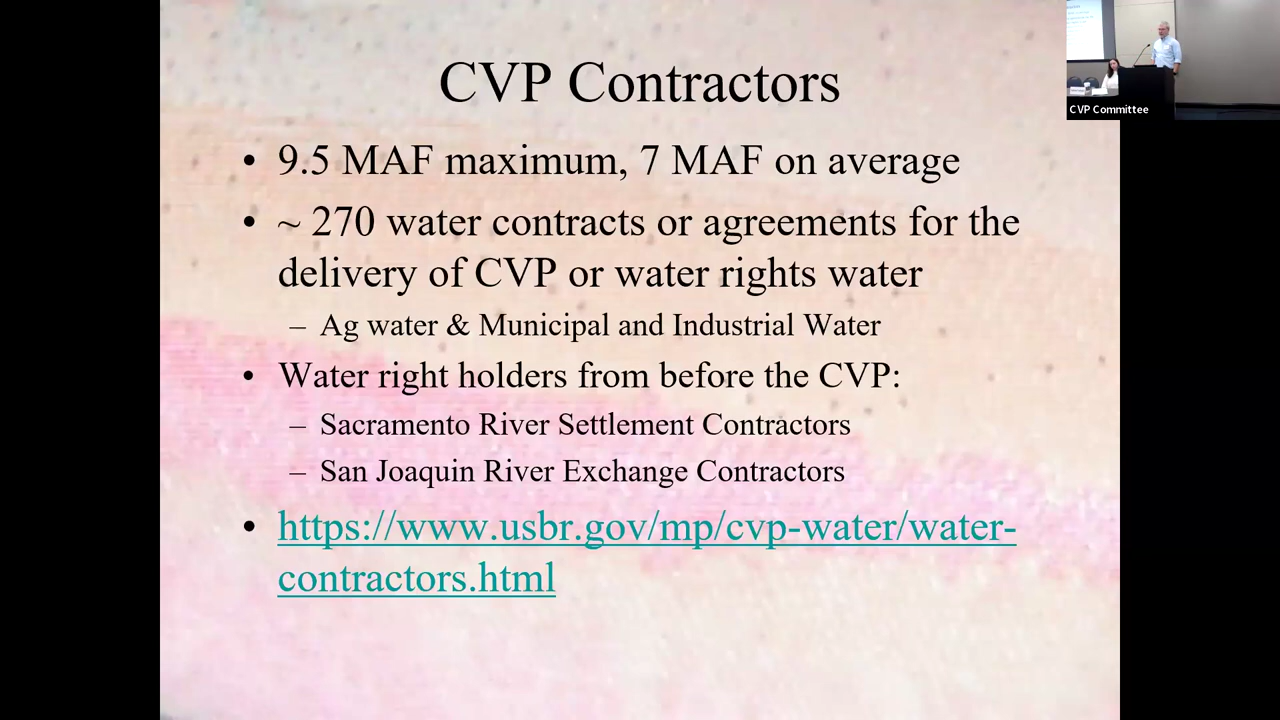 CVP Contractors
• 9.5 MAF maximum, 7 MAF on average
• ~ 270 water contracts or agreements for the
delivery of CVP or water rights water
– Ag water & Municipal and Industrial Water
• Water right holders from before the CVP:
– Sacramento River Settlement Contractors
– San Joaquin River Exchange Contractors
• https://www.usbr.gov/mp/cvp-water/water-
contractors.html
CVP Committee